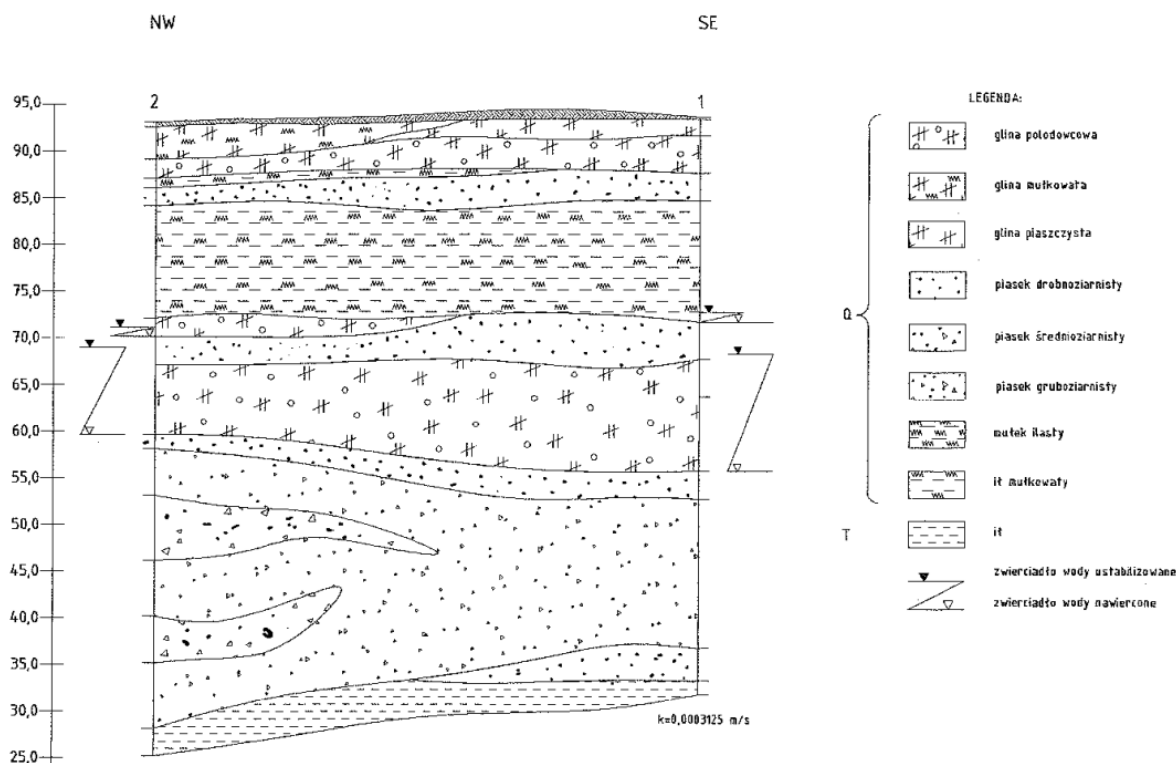 NW
SE
2
1
95,0
90,0
85,0
80,0
75,0
70,0
65,0
60,0
55,0
50,0
45,0
40,0
35,0
30,0
25,0
k=0,0003125 m/s
LEGENDA:
glina polodowcowa
glina mułkowata
glina piaszczysta
piasek drobnoziarnisty
Q
piasek średnioziarnisty
piasek gruboziarnisty
mułek ilasty
ił mułkowaty
T
ił
zwierciadło wody ustabilizowane
zwierciadło wody nawiercone